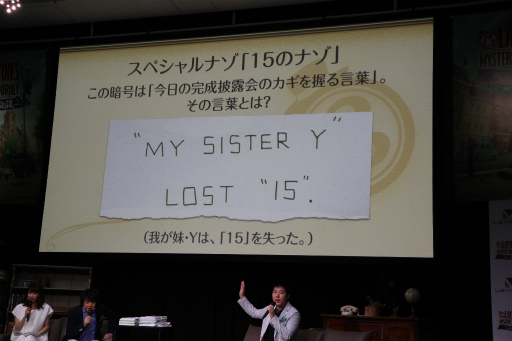 スペシャルナゾ「15のナゾ」
この暗号は「今日の完成披露会のカギを握る言葉」。
その言葉とは?
"MY SISTER Y"
LOST "15".
(我が妹・Yは、「15」を失った。)